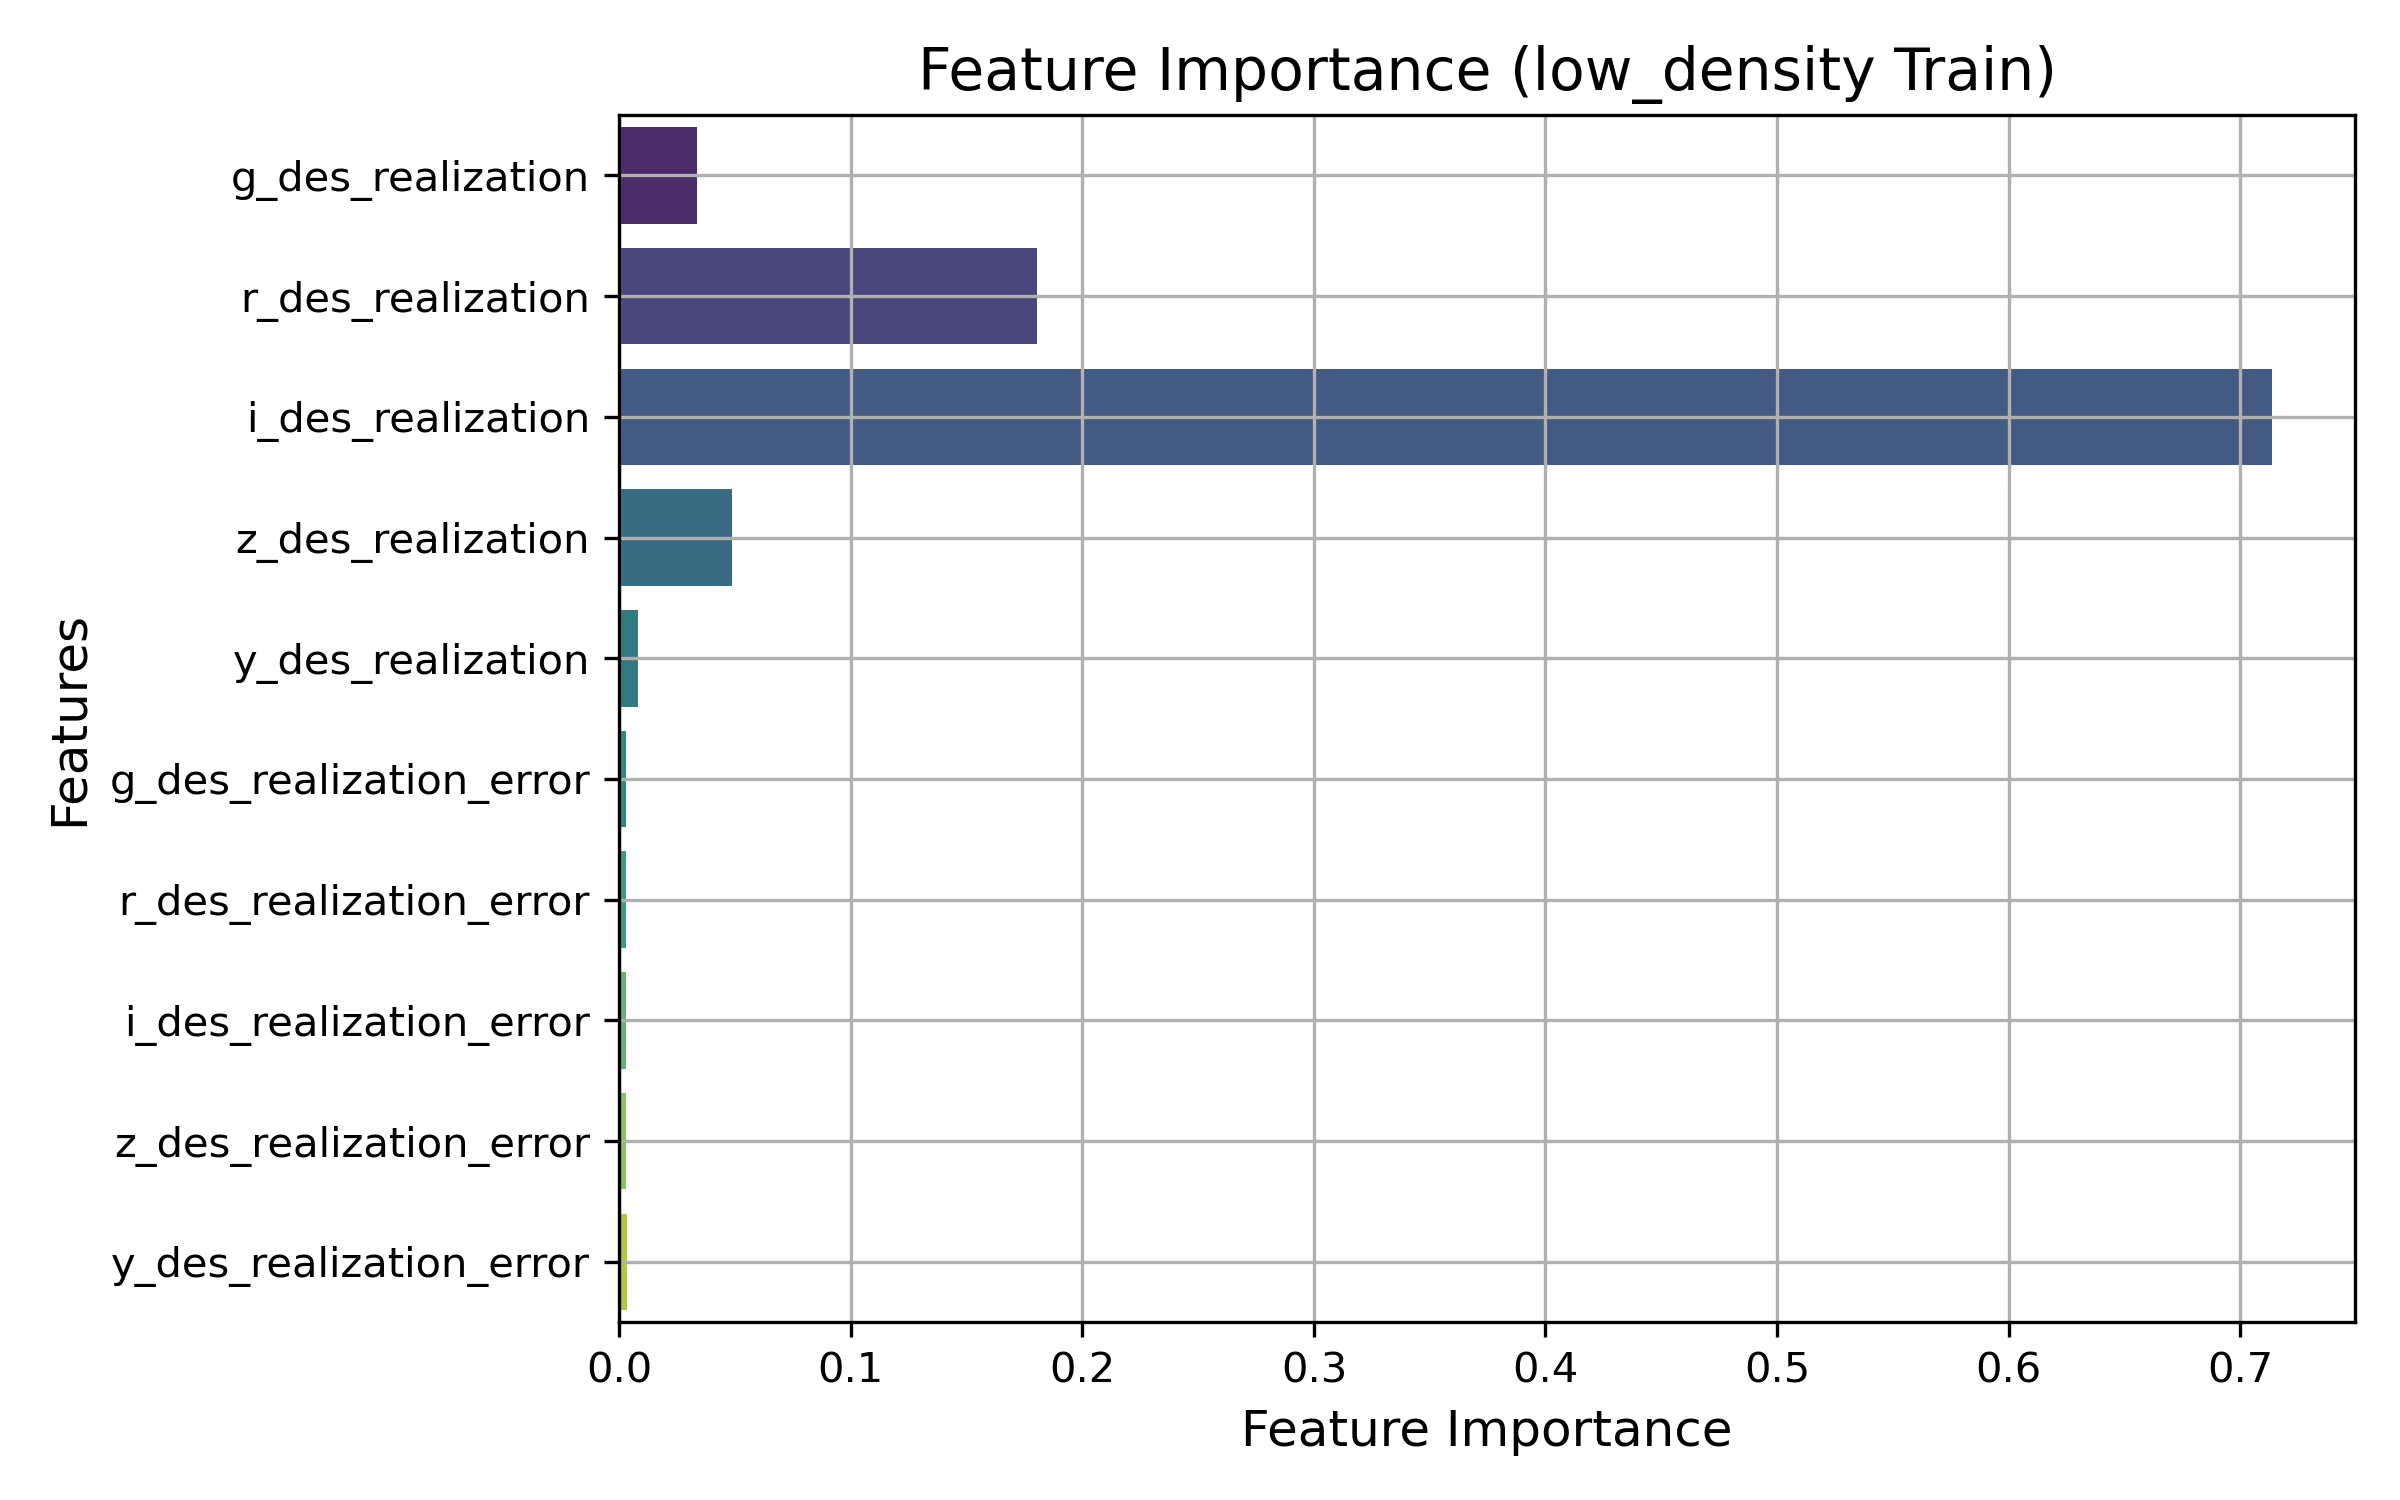 Feature Importance (low_density Train)
g_des_realization
r_des_realization
i_des_realization
z_des_realization
y_des_realization
g_des_realization_error
r_des_realization_error
i_des_realization_error
z_des_realization_error
y_des_realization_error
Features
0.0 0.1 0.2 0.3 0.4 0.5 0.6 0.7
Feature Importance